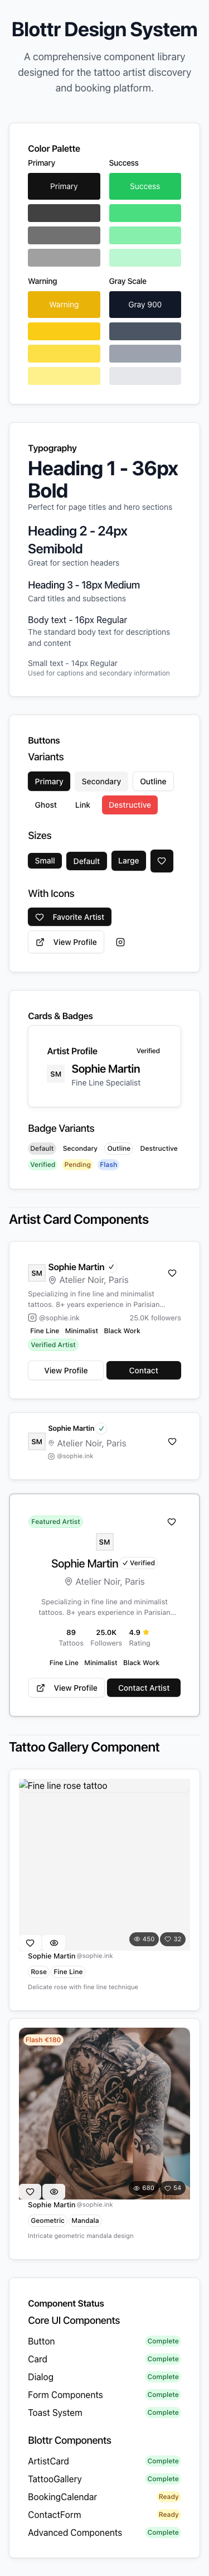 Blottr Design System
A comprehensive component library
designed for the tattoo artist discovery
and booking platform.
Color Palette
Primary
Success
Primary
Success
Warning
Gray Scale
Warning
Gray 900
Typography
Heading 1 - 36px
Bold
Perfect for page titles and hero sections
Heading 2 - 24px
Semibold
Great for section headers
Heading 3 - 18px Medium
Card titles and subsections
Body text - 16px Regular
The standard body text for descriptions
and content
Small text - 14px Regular
Used for captions and secondary information
Buttons
Variants
Primary
Secondary
Outline
Ghost
Link
Destructive
Sizes
Small
Default
Large
With Icons
Favorite Artist
View Profile
Cards & Badges
Artist Profile
Verified
SM
Sophie Martin
Fine Line Specialist
Badge Variants
Default
Secondary
Outline
Destructive
Verified
Pending
Flash
Artist Card Components
SM
Sophie Martin
Atelier Noir, Paris
Specializing in fine line and minimalist
tattoos. 8+ years experience in Parisian...
@sophie.ink
25.0K followers
Fine Line
Minimalist
Black Work
Verified Artist
View Profile
Contact
SM
Sophie Martin
Atelier Noir, Paris
@sophie.ink
Featured Artist
SM
Sophie Martin
Verified
Atelier Noir, Paris
Specializing in fine line and minimalist
tattoos. 8+ years experience in Parisian...
89
25.0K
4.9
Tattoos
Followers
Rating
Fine Line
Minimalist
Black Work
View Profile
Contact Artist
Tattoo Gallery Component
Fine line rose tattoo
450
32
Sophie Martin @sophie.ink
Rose
Fine Line
Delicate rose with fine line technique
Flash €180
680
54
Sophie Martin @sophie.ink
Geometric
Mandala
Intricate geometric mandala design
Component Status
Core UI Components
Button
Complete
Card
Complete
Dialog
Complete
Form Components
Complete
Toast System
Complete
Blottr Components
ArtistCard
Complete
TattooGallery
Complete
BookingCalendar
Ready
ContactForm
Ready
Advanced Components
Complete